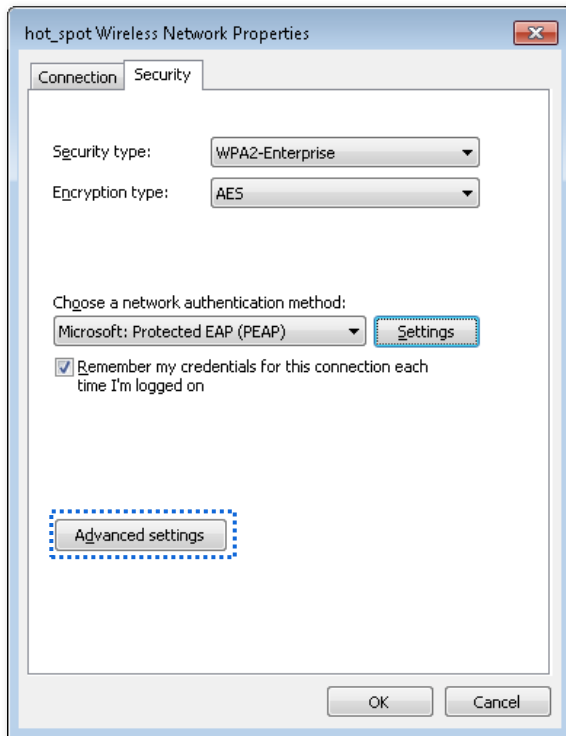 hot_spot Wireless Network Properties
Connection Security
Security type: WPA2-Enterprise
Encryption type: AES
Choose a network authentication method:
Microsoft: Protected EAP (PEAP) Settings
Remember my credentials for this connection each
time I'm logged on
Advanced settings
OK Cancel